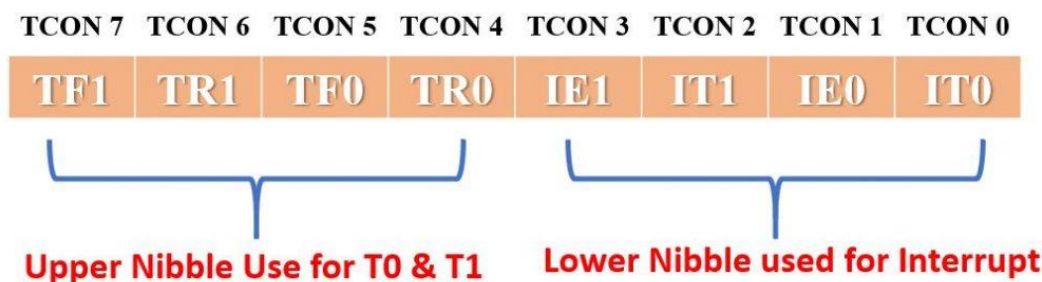 TCON 7 TCON 6 TCON 5 TCON 4 TCON 3 TCON 2 TCON 1 TCON 0
TF1 TR1 TF0 TR0 IE1 IT1 IE0 IT0
Upper Nibble Use for T0 & T1 Lower Nibble used for Interrupt